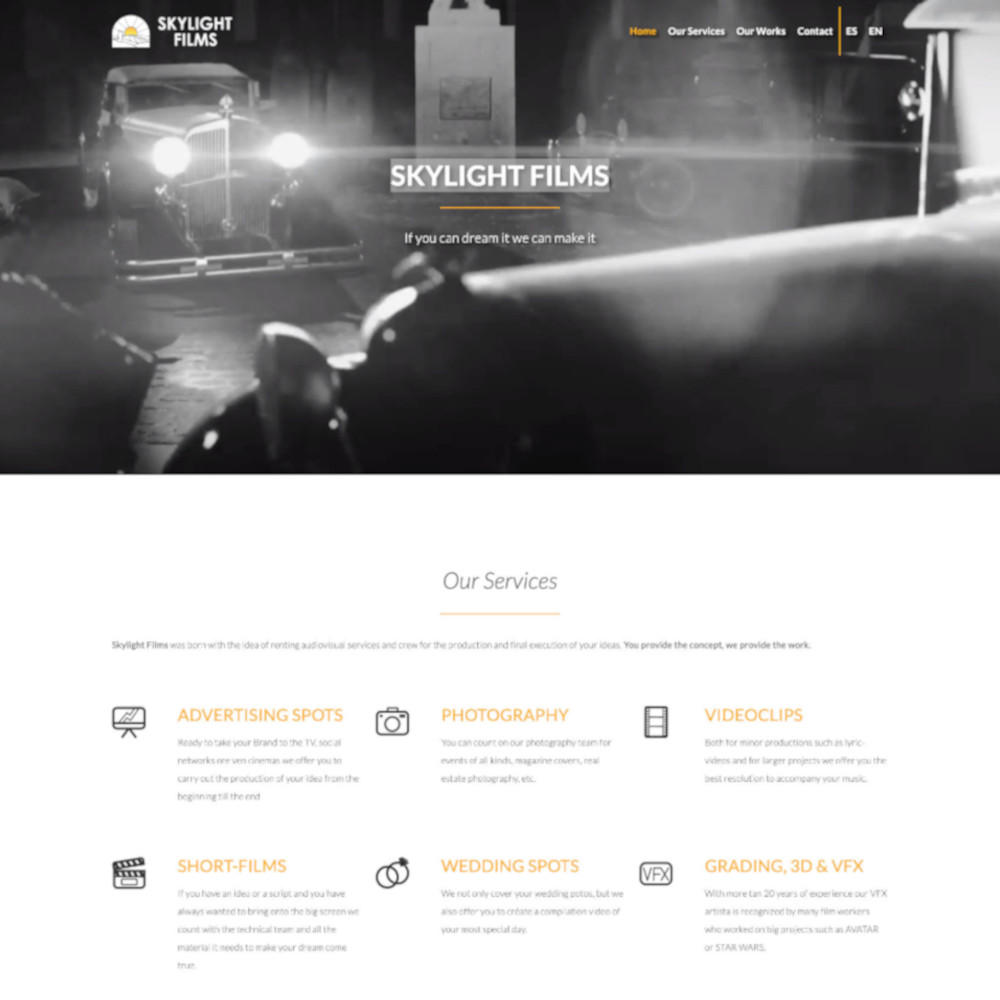 SKYLIGHT
FILMS
Home Our Services Our Works Contact ES EN
SKYLIGHT FILMS
If you can dream it we can make it
Our Services
Skylight Films was born with the idea of renting audiovisual services and crew for the production and final execution of your ideas. You provide the concept, we provide the work.
ADVERTISING SPOTS
Ready to take your Brand to the TV, social
networks ore ven cinemas we offer you to
carry out the production of your idea from the
beginning till the end
PHOTOGRAPHY
You can count on our photography team for
events of all kinds, magazine covers, real
estate photography, etc.
VIDEOCLIPS
Both for minor productions such as lyric-
videos and for larger projects we offer you the
best resolution to accompany your music.
SHORT-FILMS
If you have an idea or a script and you have
always wanted to bring onto the big screen we
count with the technical team and all the
material it needs to make your dream come
true.
WEDDING SPOTS
We not only cover your wedding potos, but we
also offer you to create a compilation video of
your most special day.
VFX
GRADING, 3D & VFX
With more tan 20 years of experience our VFX
artista is recognized by many film workers
who worked on big projects such as AVATAR
or STAR WARS.